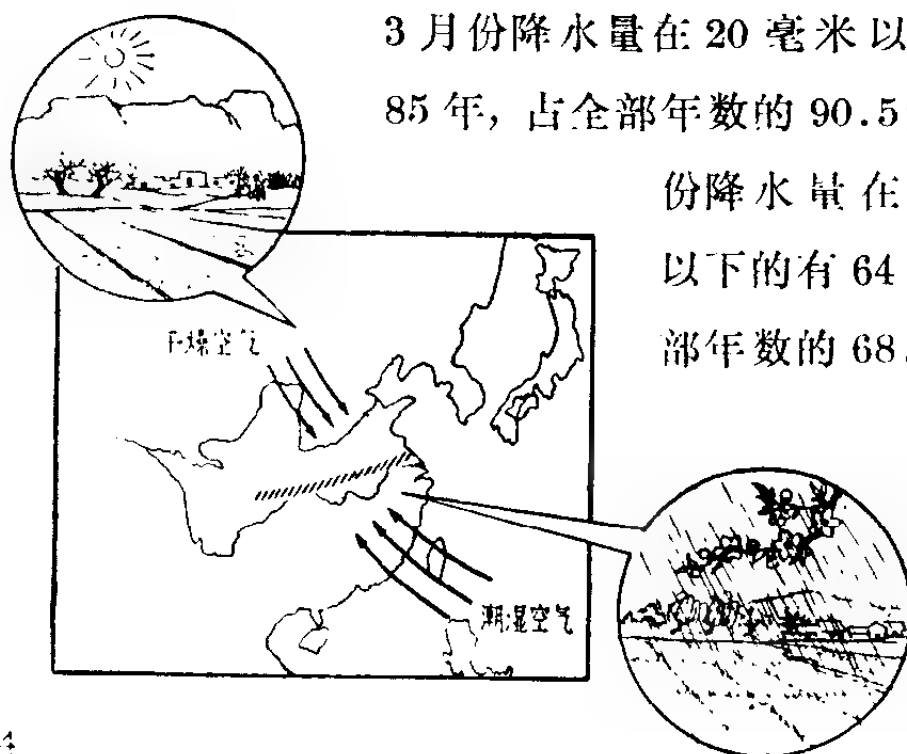 3 月份降水量在 20 毫米以
85 年，占全部年数的 90.5
份降水量在
以下的有 64
部年数的 68.
干燥空气
潮湿空气
4